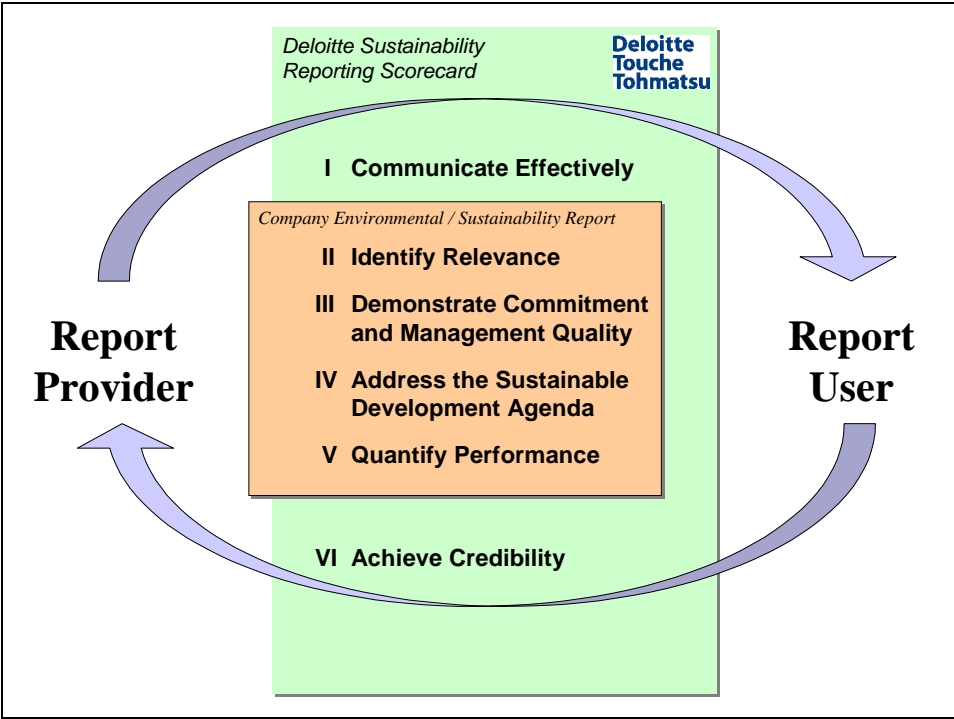 Deloitte Sustainability
Reporting Scorecard
Deloitte
Touche
Tohmatsu
I Communicate Effectively
Company Environmental / Sustainability Report
II Identify Relevance
III Demonstrate Commitment
and Management Quality
IV Address the Sustainable
Development Agenda
V Quantify Performance
VI Achieve Credibility
Report
Provider
Report
User